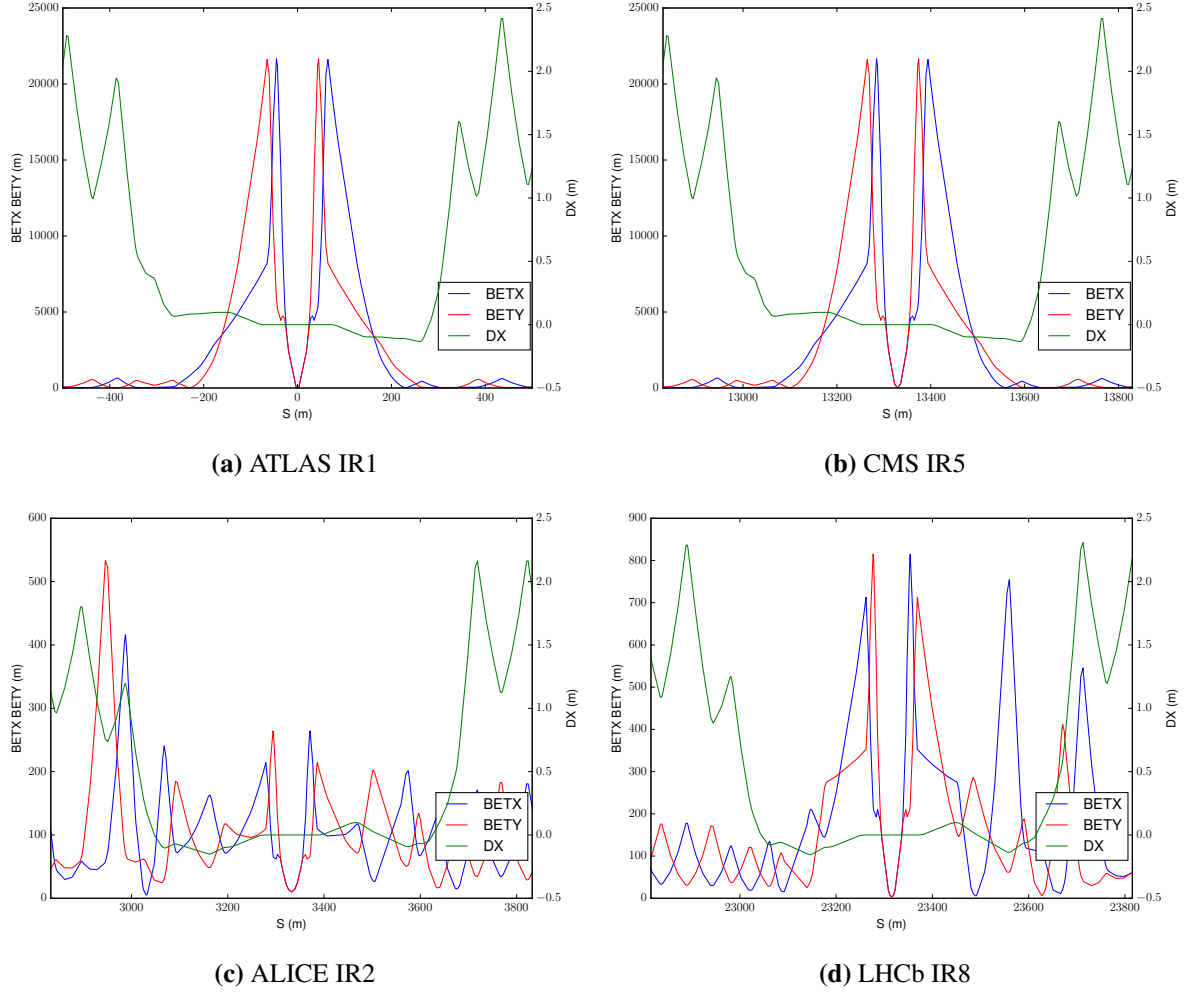 25000
20000
15000
10000
5000
0
BETX BETY (m)
2.5
2.0
1.5
1.0
0.5
0.0
−0.5
DX (m)
−400
−200
0
200
400
S (m)
BETX
BETY
DX
(a) ATLAS IR1
25000
20000
15000
10000
5000
0
BETX BETY (m)
2.5
2.0
1.5
1.0
0.5
0.0
−0.5
DX (m)
13000
13200
13400
13600
13800
S (m)
BETX
BETY
DX
(b) CMS IR5
600
500
400
300
200
100
0
BETX BETY (m)
2.5
2.0
1.5
1.0
0.5
0.0
−0.5
DX (m)
3000
3200
3400
3600
3800
S (m)
BETX
BETY
DX
(c) ALICE IR2
900
800
700
600
500
400
300
200
100
0
BETX BETY (m)
2.5
2.0
1.5
1.0
0.5
0.0
−0.5
DX (m)
23000
23200
23400
23600
23800
S (m)
BETX
BETY
DX
(d) LHCb IR8